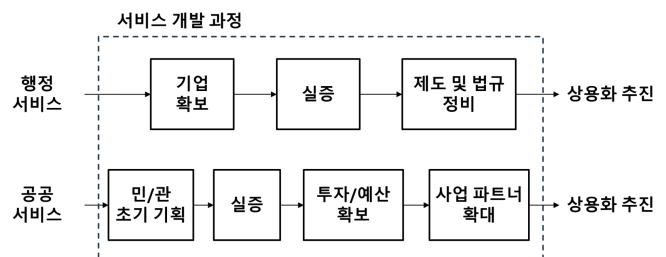 서비스 개발 과정
행정
서비스
기업
확보
실증
제도 및 법규
정비
상용화 추진
공공
서비스
민/관
초기 기획
실증
투자/예산
확보
사업 파트너
확대
상용화 추진